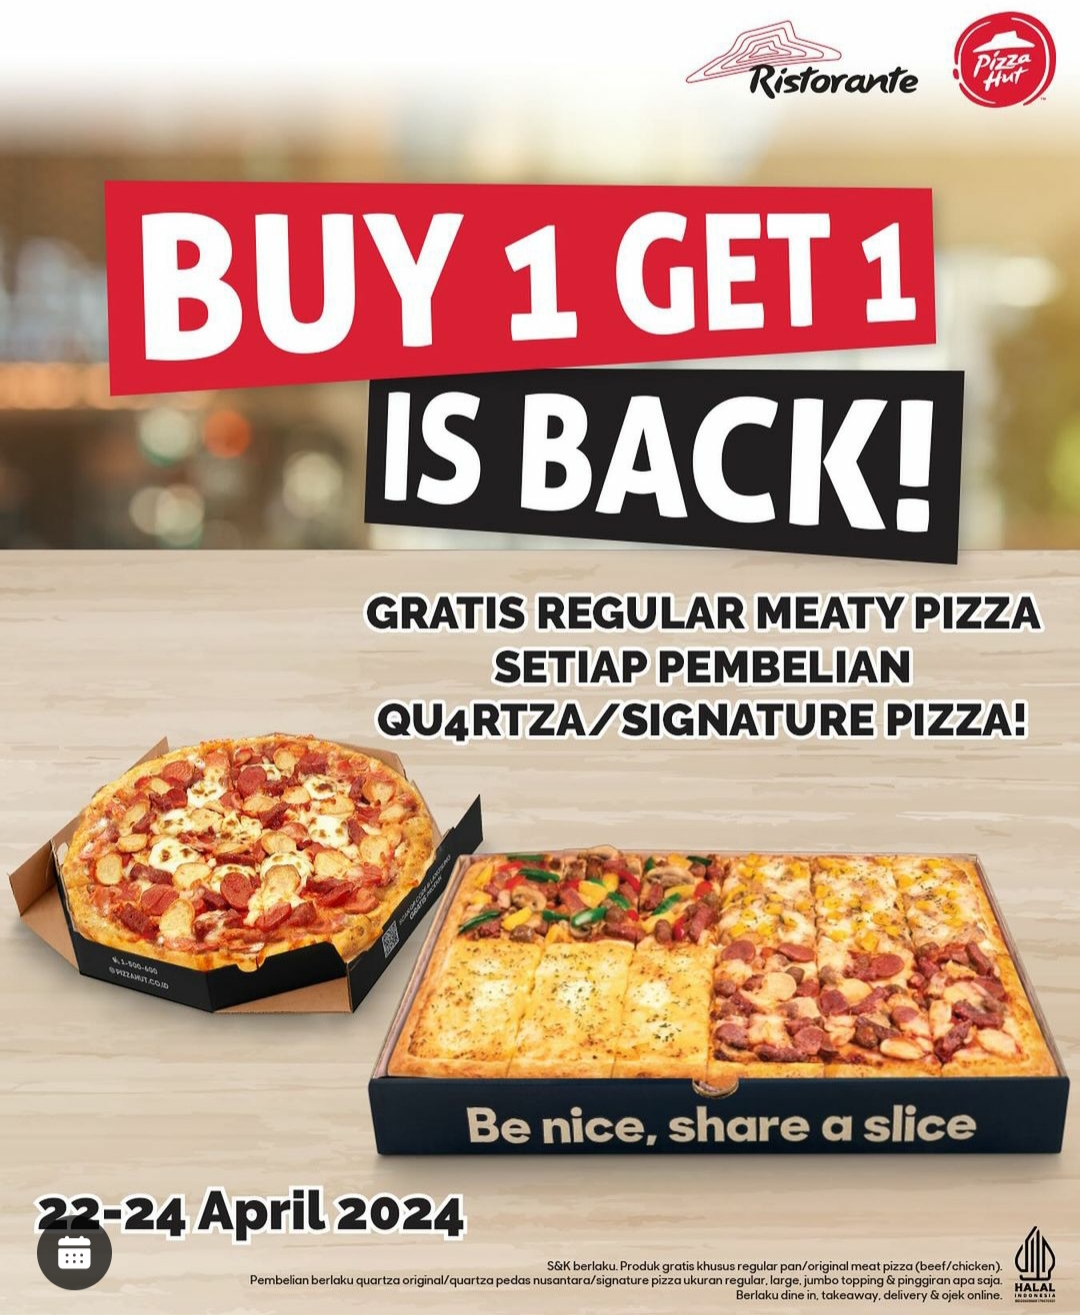 Ristorante
Pizza
Hut
BUY 1 GET 1
IS BACK!
GRATIS REGULAR MEATY PIZZA
SETIAP PEMBELIAN
QU4RTZA/SIGNATURE PIZZA!
1-500-600
@PIZZAHUT.CO.ID
Be nice, share a slice
22-24 April 2024
S&K berlaku. Produk gratis khusus regular pan/original meat pizza (beef/chicken).
Pembelian berlaku quartza original/quartza pedas nusantara/signature pizza ukuran regular, large, jumbo topping & pinggiran apa saja.
Berlaku dine in, takeaway, delivery & ojek online.
HALAL
INDONESIA